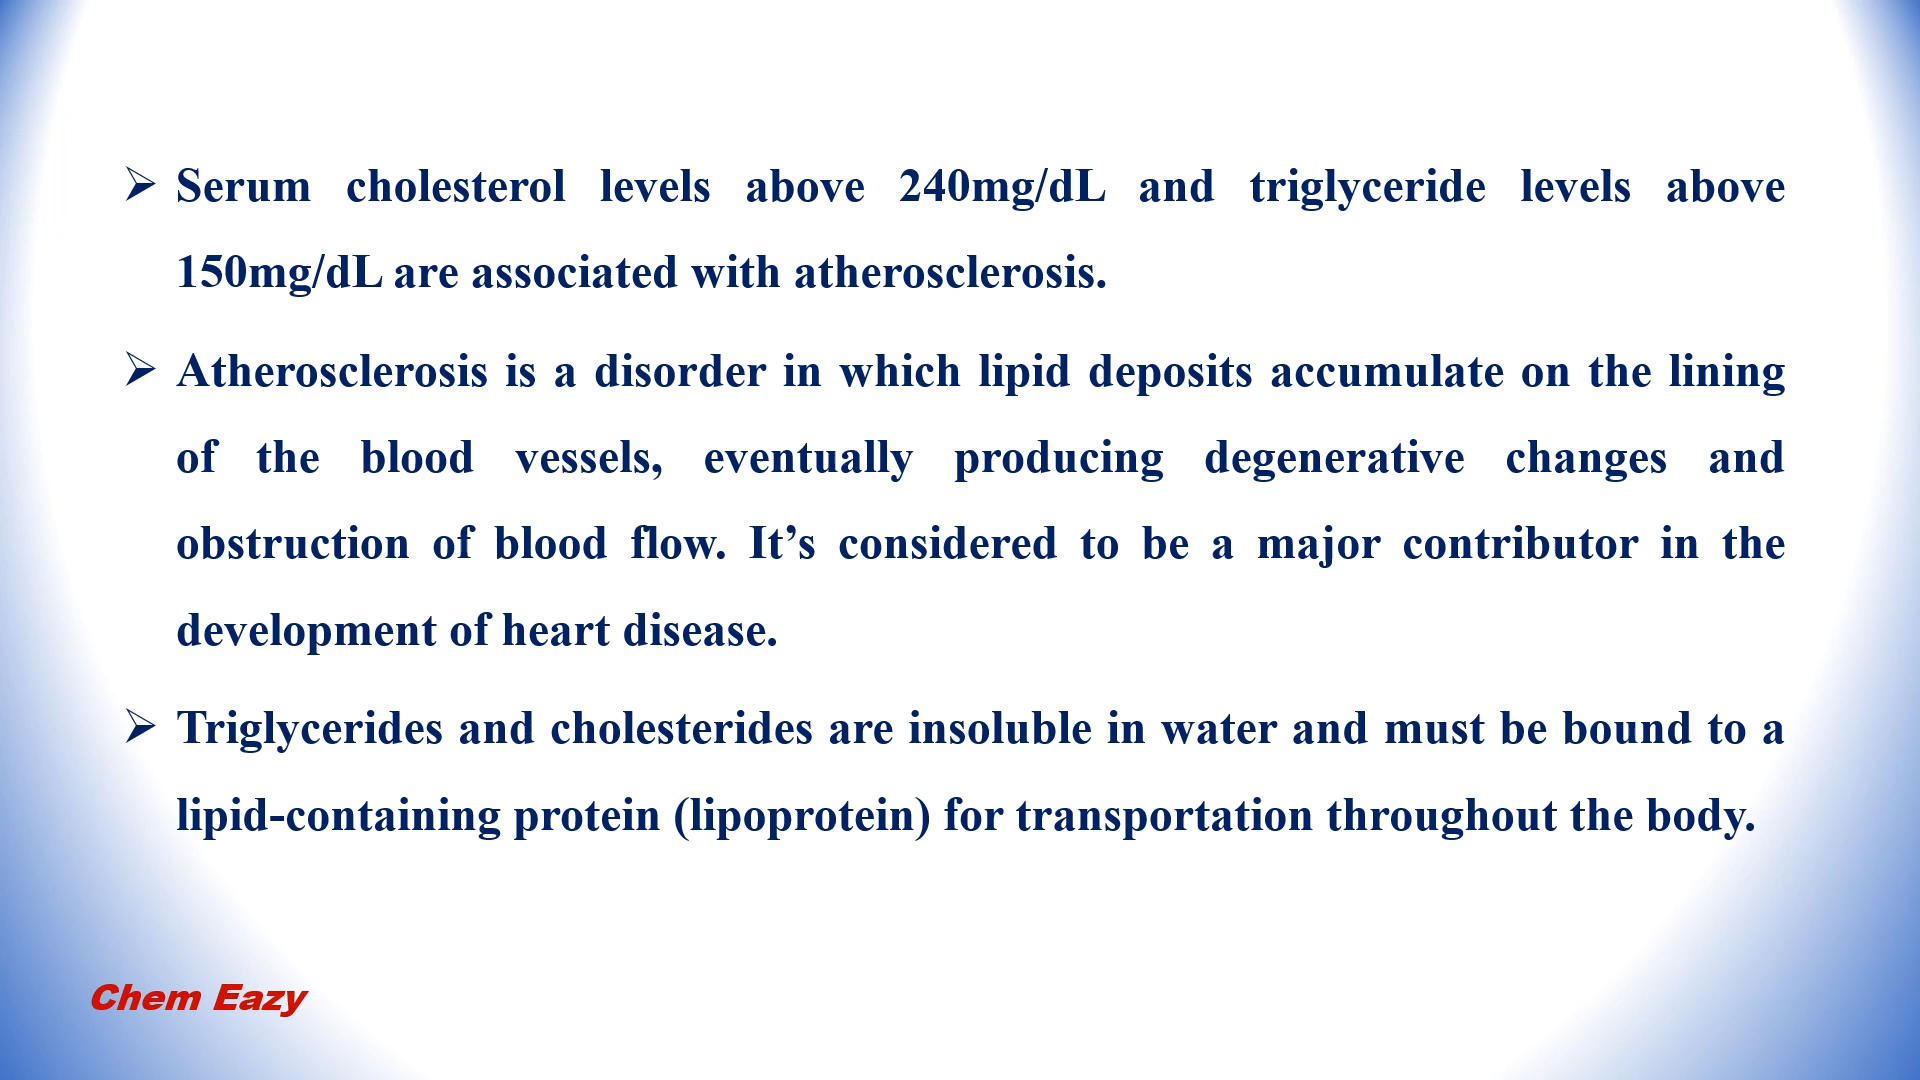 ➢ Serum cholesterol levels above 240mg/dL and triglyceride levels above
150mg/dL are associated with atherosclerosis.
➢ Atherosclerosis is a disorder in which lipid deposits accumulate on the lining
of the blood vessels, eventually producing degenerative changes and
obstruction of blood flow. It’s considered to be a major contributor in the
development of heart disease.
➢ Triglycerides and cholesterides are insoluble in water and must be bound to a
lipid-containing protein (lipoprotein) for transportation throughout the body.
Chem Eazy